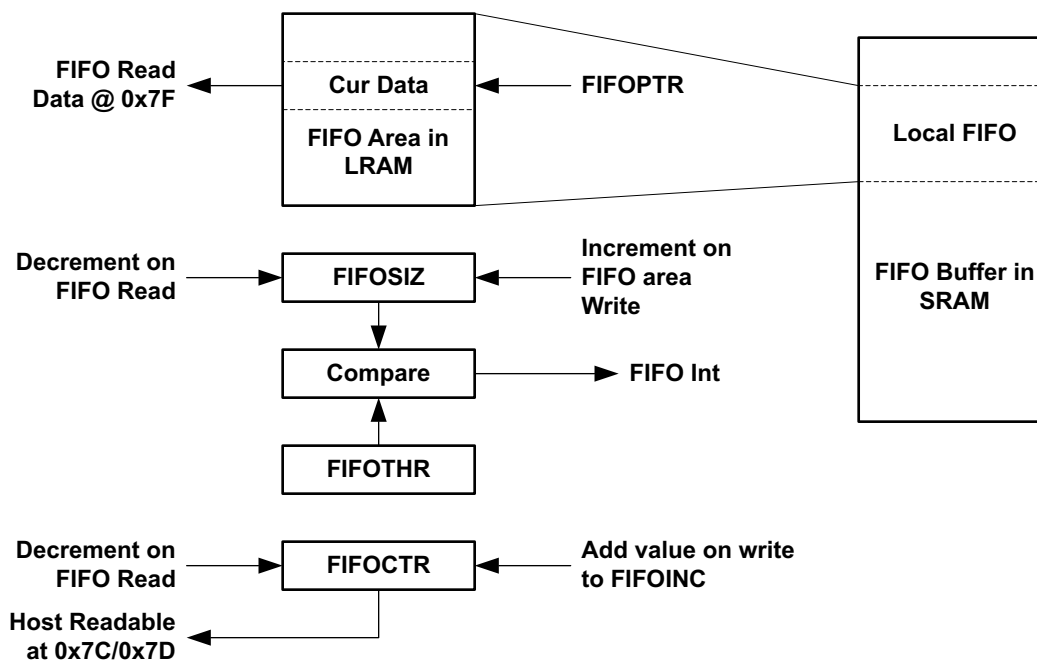 FIFO Read
Data @ 0x7F
Cur Data
FIFOPTR
FIFO Area in
LRAM
Local FIFO
FIFO Buffer in
SRAM
Decrement on
FIFO Read
FIFOSIZ
Increment on
FIFO area
Write
Compare
FIFO Int
FIFOTHR
Decrement on
FIFO Read
FIFOCTR
Add value on write
to FIFOINC
Host Readable
at 0x7C/0x7D